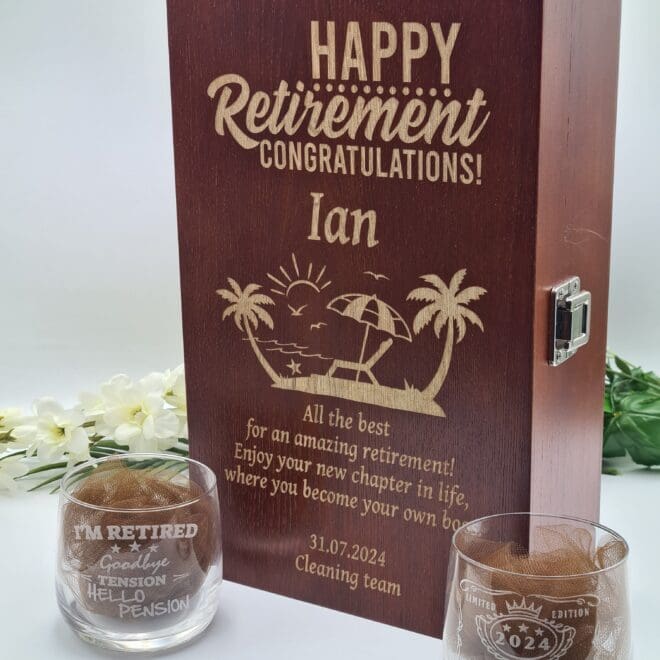 HAPPY
Retirement
CONGRATULATIONS!
Ian
All the best
for an amazing retirement!
Enjoy your new chapter in life,
where you become your own
31.07.2024
Cleaning team
I'M RETIRED
Goodbye
TENSION
HELLO
PENSION
LIMITED EDITION
2024